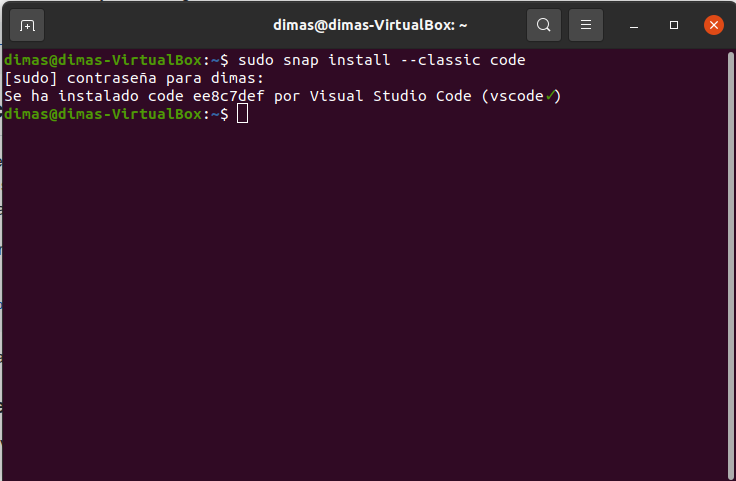 dimas@dimas-VirtualBox: ~
dimas@dimas-VirtualBox:~$ sudo snap install --classic code
[sudo] contraseña para dimas:
Se ha instalado code ee8c7def por Visual Studio Code (vscode✓)
dimas@dimas-VirtualBox:~$